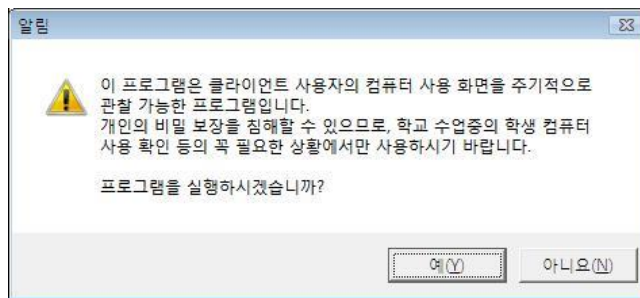 알림
이 프로그램은 클라이언트 사용자의 컴퓨터 사용 화면을 주기적으로
관찰 가능한 프로그램입니다.
개인의 비밀 보장을 침해할 수 있으므로, 학교 수업중의 학생 컴퓨터
사용 확인 등의 꼭 필요한 상황에서만 사용하시기 바랍니다.
프로그램을 실행하시겠습니까?
예(Y) 아니요(N)